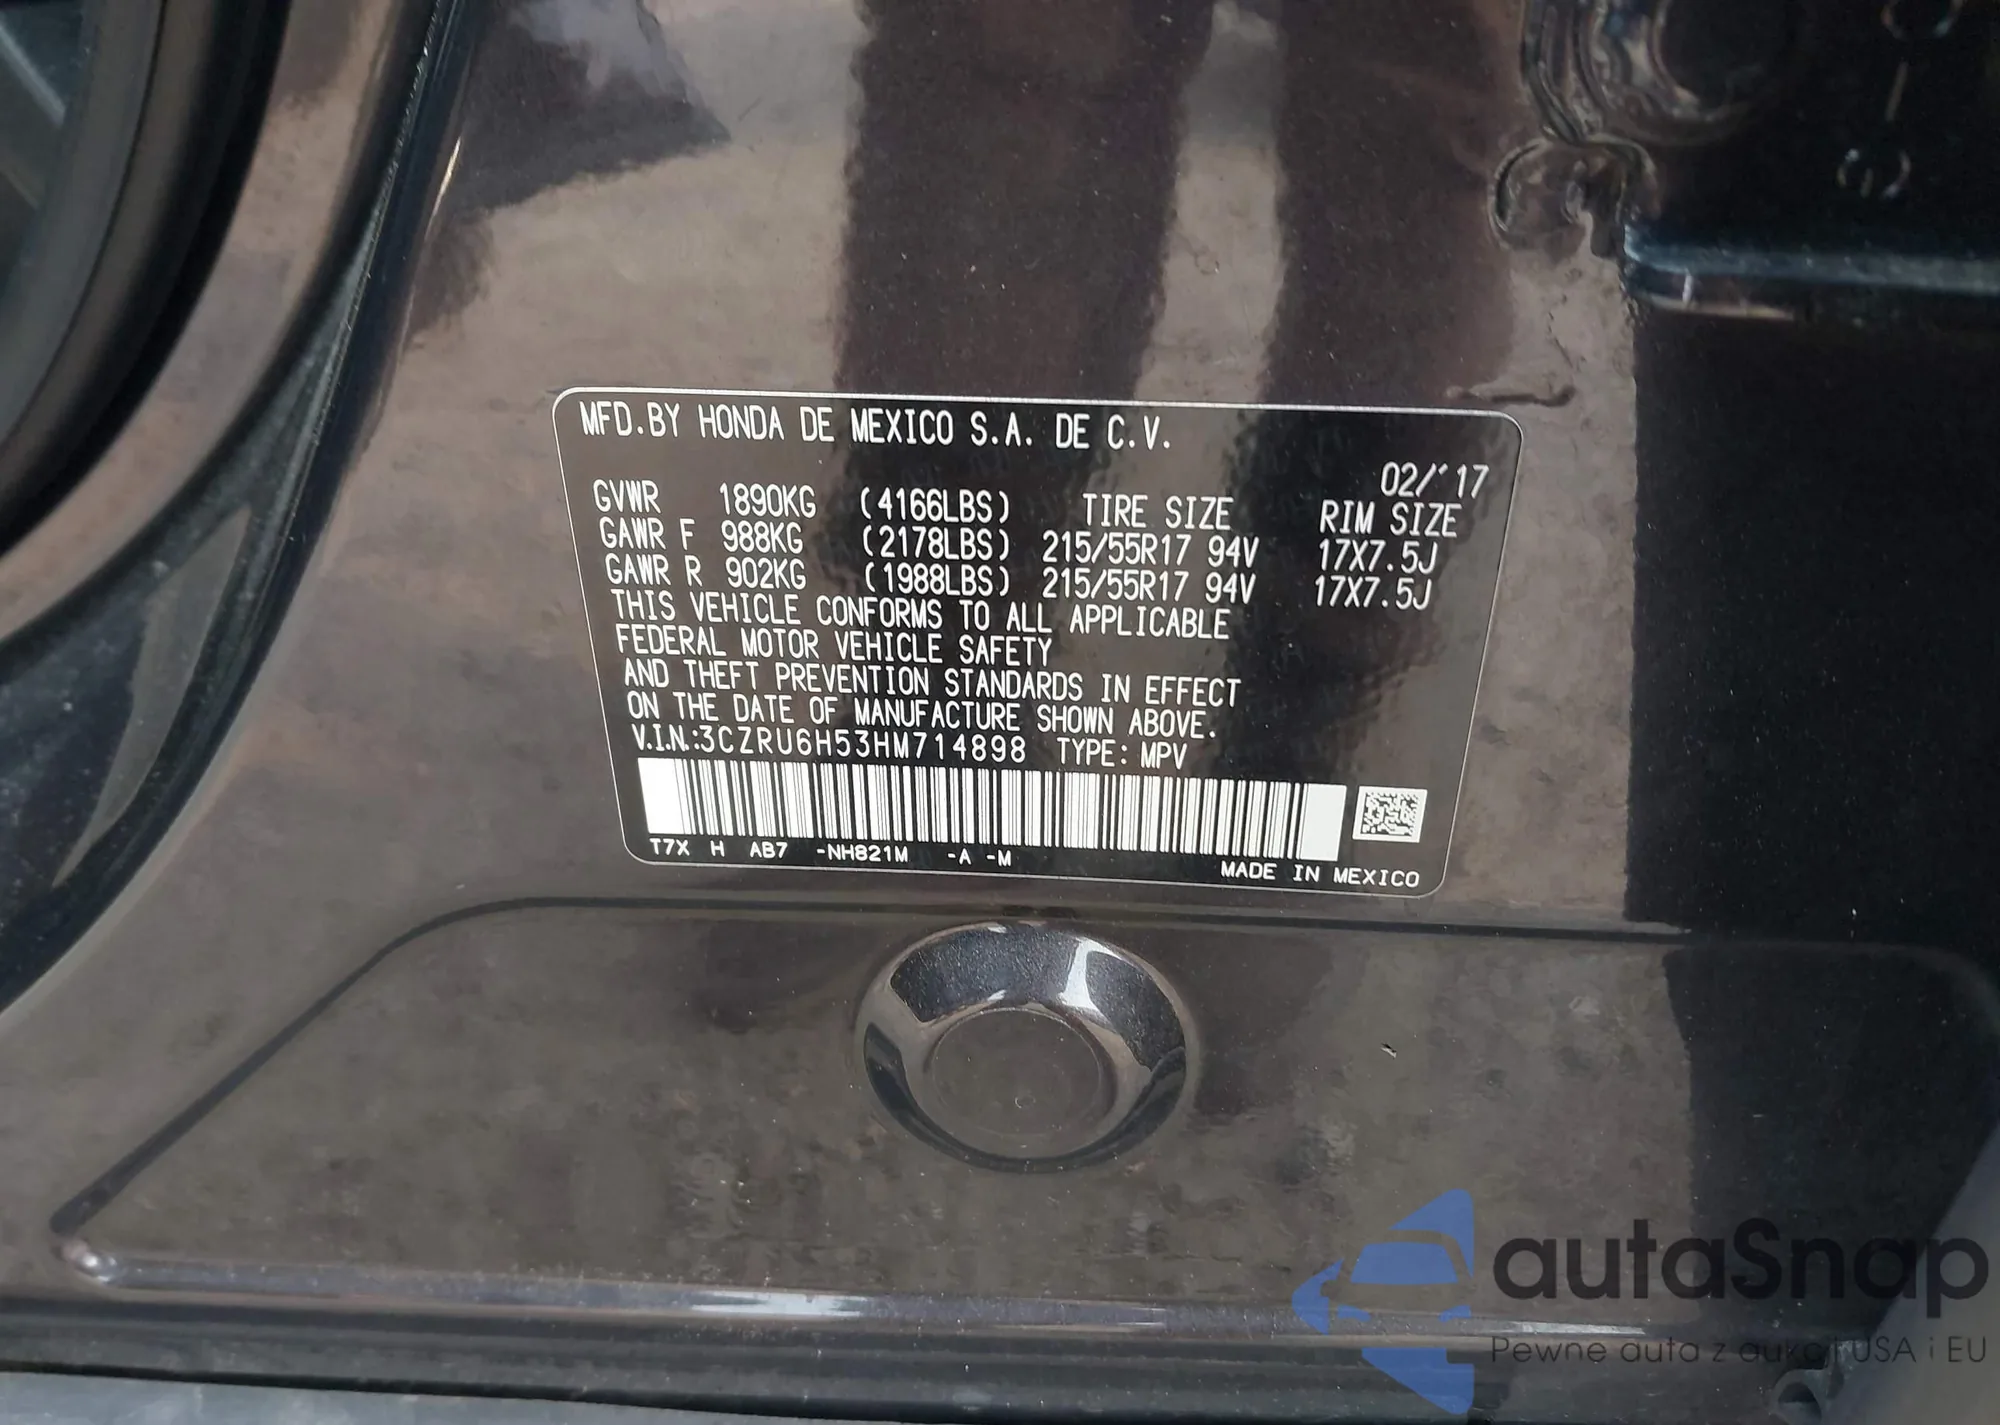 MFD.BY HONDA DE MEXICO S.A. DE C.V.
02/'17
GVWR 1890KG (4166LBS) TIRE SIZE RIM SIZE
GAWR F 988KG (2178LBS) 215/55R17 94V 17X7.5J
GAWR R 902KG (1988LBS) 215/55R17 94V 17X7.5J
THIS VEHICLE CONFORMS TO ALL APPLICABLE
FEDERAL MOTOR VEHICLE SAFETY
AND THEFT PREVENTION STANDARDS IN EFFECT
ON THE DATE OF MANUFACTURE SHOWN ABOVE.
V.I.N.:3CZRU6H53HM714898 TYPE: MPV
T7X H AB7 -NH821M -A -M
MADE IN MEXICO
autaSnap
Pewne auta z aukcji USA i EU